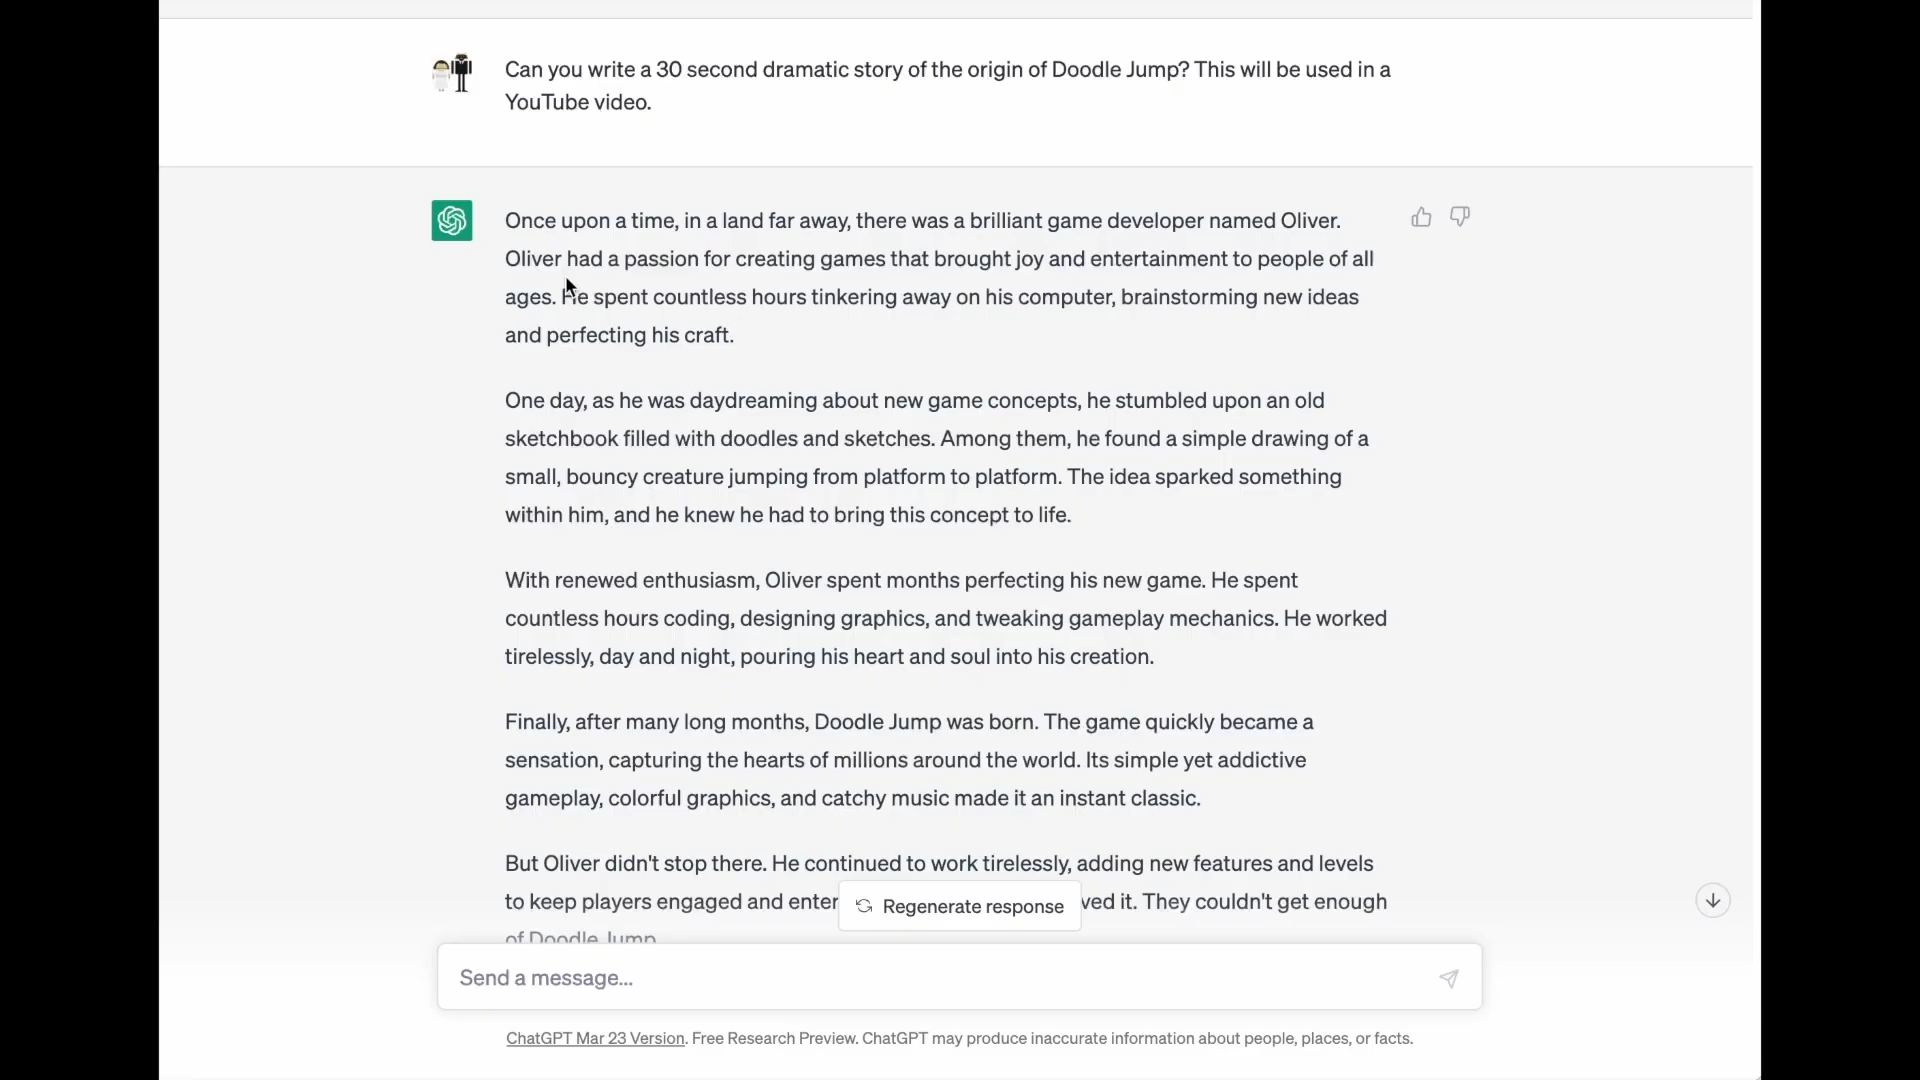 Can you write a 30 second dramatic story of the origin of Doodle Jump? This will be used in a
YouTube video.
Once upon a time, in a land far away, there was a brilliant game developer named Oliver.
Oliver had a passion for creating games that brought joy and entertainment to people of all
ages. He spent countless hours tinkering away on his computer, brainstorming new ideas
and perfecting his craft.
One day, as he was daydreaming about new game concepts, he stumbled upon an old
sketchbook filled with doodles and sketches. Among them, he found a simple drawing of a
small, bouncy creature jumping from platform to platform. The idea sparked something
within him, and he knew he had to bring this concept to life.
With renewed enthusiasm, Oliver spent months perfecting his new game. He spent
countless hours coding, designing graphics, and tweaking gameplay mechanics. He worked
tirelessly, day and night, pouring his heart and soul into his creation.
Finally, after many long months, Doodle Jump was born. The game quickly became a
sensation, capturing the hearts of millions around the world. Its simple yet addictive
gameplay, colorful graphics, and catchy music made it an instant classic.
But Oliver didn't stop there. He continued to work tirelessly, adding new features and levels
to keep players engaged and enter ved it. They couldn't get enough
Regenerate response
of Doodle Jump
Send a message...
ChatGPT Mar 23 Version. Free Research Preview. ChatGPT may produce inaccurate information about people, places, or facts.